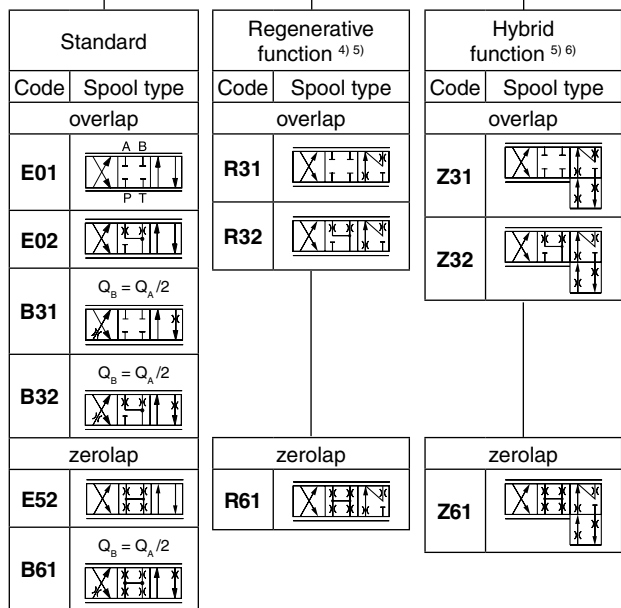 Standard
Code Spool type
overlap
E01 A B
P T
E02
B31 Q_B = Q_A/2
B32 Q_B = Q_A/2
zerolap
E52
B61 Q_B = Q_A/2
Regenerative
function 4) 5)
Code Spool type
overlap
R31
R32
zerolap
R61
Hybrid
function 5) 6)
Code Spool type
overlap
Z31
Z32
zerolap
Z61